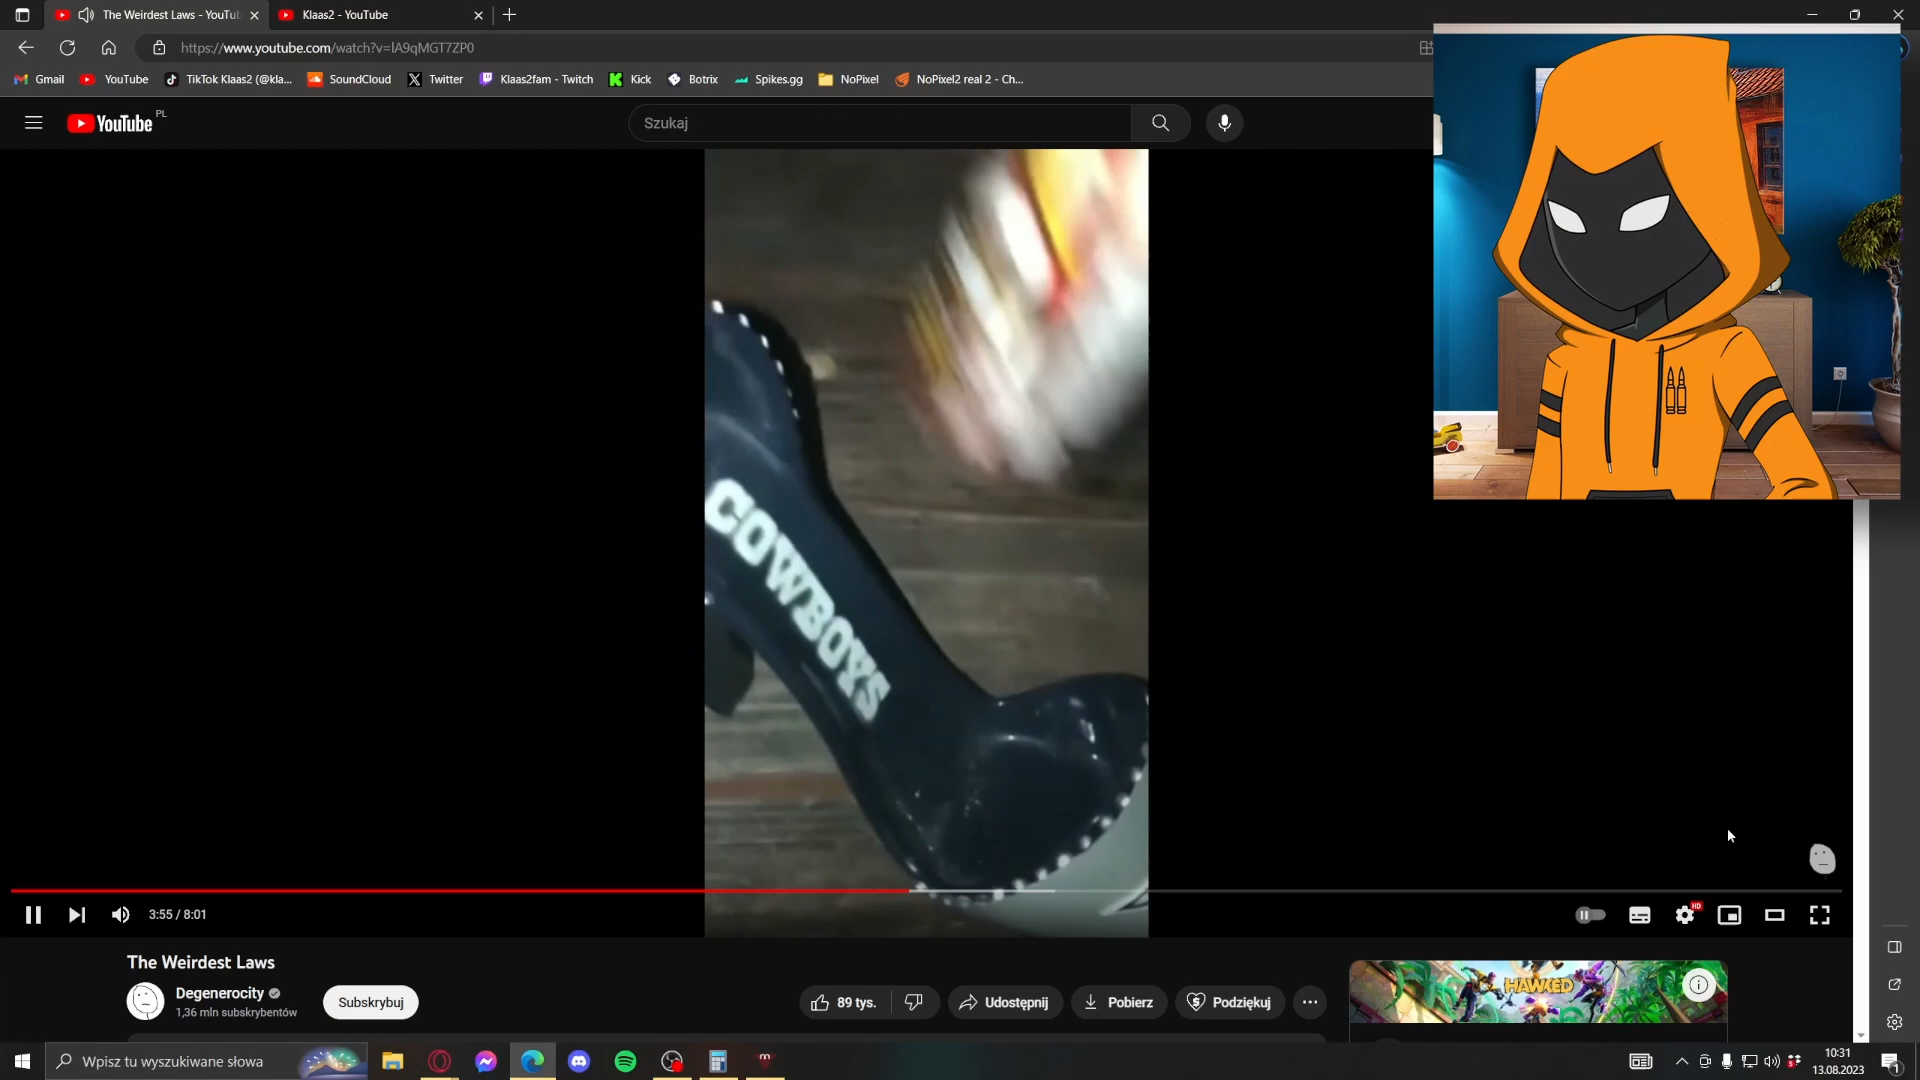 The Weirdest Laws - YouTu
Klaas2 - YouTube
https://www.youtube.com/watch?v=lA9qMGT7ZP0
Gmail
YouTube
TikTok Klaas2 (@kla...
SoundCloud
Twitter
Klaas2fam - Twitch
Kick
Botrix
Spikes.gg
NoPixel
NoPixel2 real 2 - Ch...
YouTube PL
Szukaj
COWBOYS
3:55 / 8:01
HD
The Weirdest Laws
Degenerocity
1,36 mln subskrybentów
Subskrybuj
89 tys.
Udostępnij
Pobierz
Podziękuj
HAWKED
Wpisz tu wyszukiwane słowa
10:31
13.08.2023
1